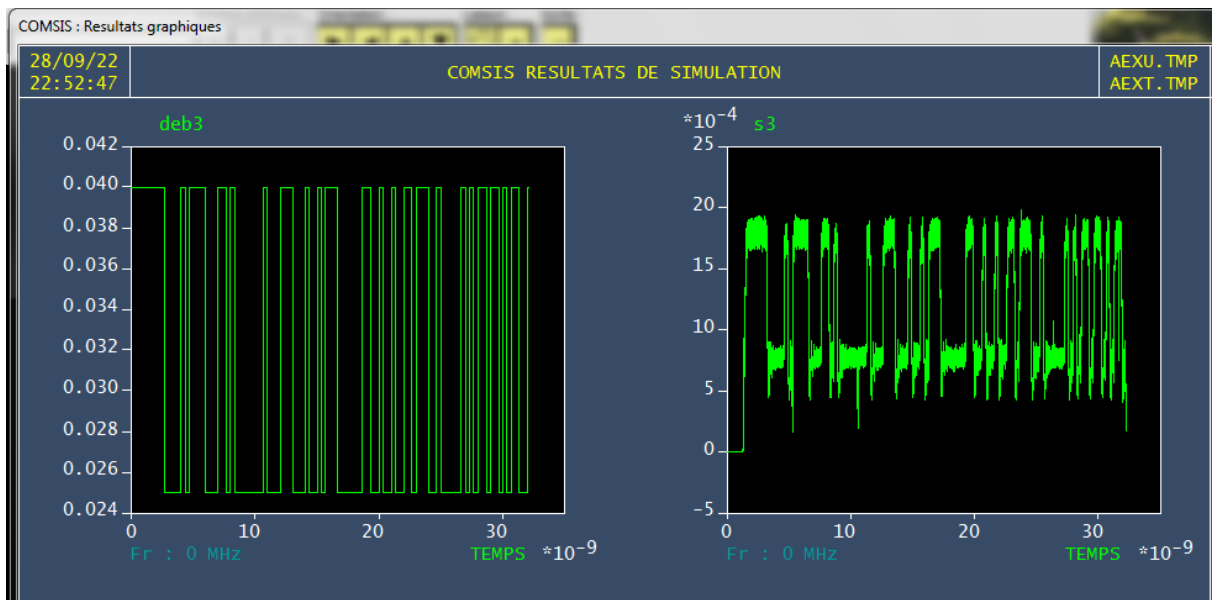 COMSIS : Resultats graphiques
28/09/22
22:52:47
COMSIS RESULTATS DE SIMULATION
AEXU.TMP
AEXT.TMP
deb3
0.042
0.040
0.038
0.036
0.034
0.032
0.030
0.028
0.026
0.024
0 10 20 30
Fr : 0 MHz TEMPS *10⁻⁹
*10⁻⁴ s3
25
20
15
10
5
0
-5
0 10 20 30
Fr : 0 MHz TEMPS *10⁻⁹